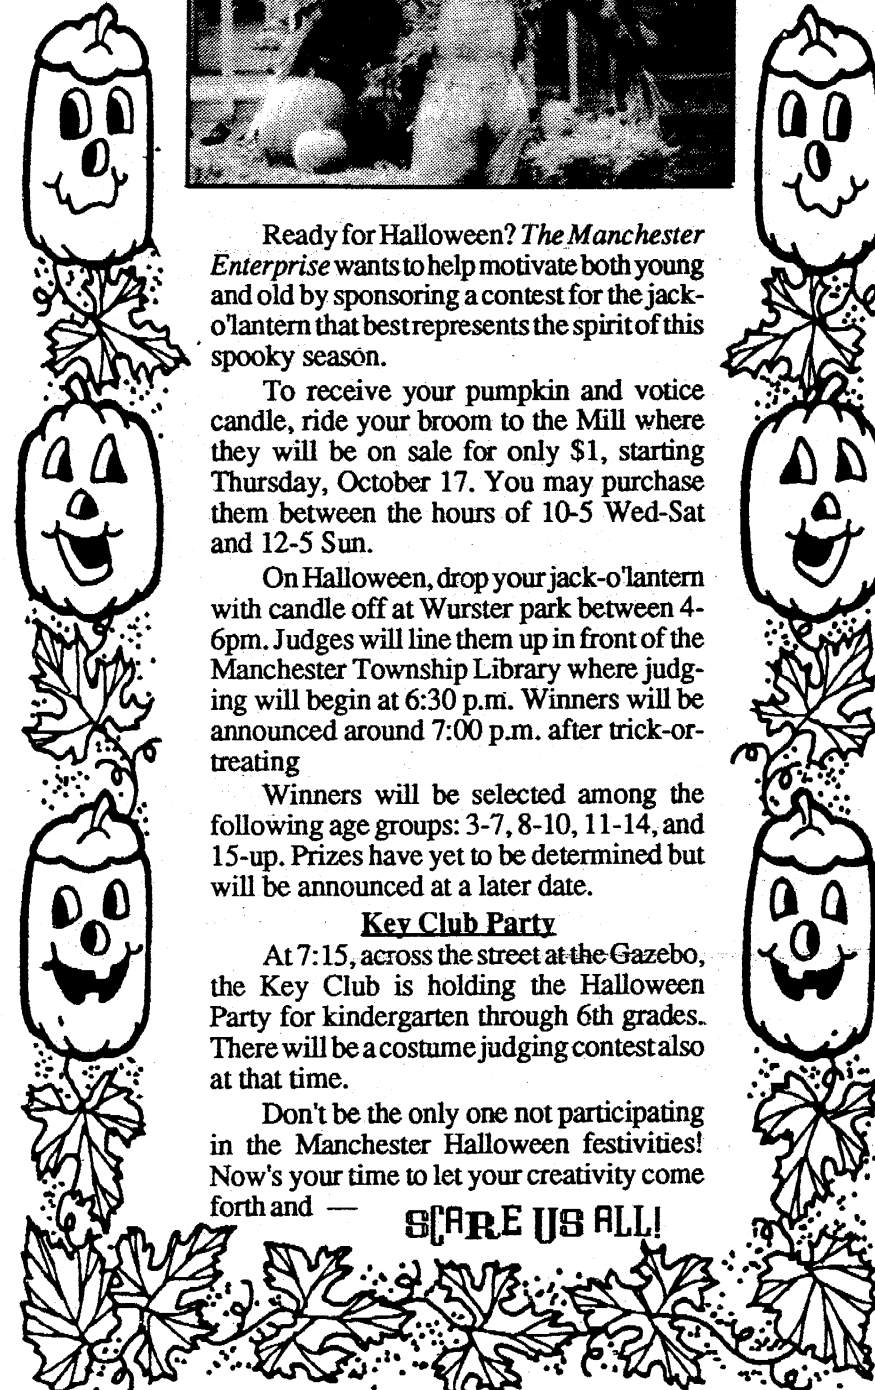 Ready for Halloween? The Manchester
Enterprise wants to help motivate both young
and old by sponsoring a contest for the jack-
o'lantern that best represents the spirit of this
spooky season.
To receive your pumpkin and votice
candle, ride your broom to the Mill where
they will be on sale for only $1, starting
Thursday, October 17. You may purchase
them between the hours of 10-5 Wed-Sat
and 12-5 Sun.
On Halloween, drop your jack-o'lantern
with candle off at Wurster park between 4-
6pm. Judges will line them up in front of the
Manchester Township Library where judg-
ing will begin at 6:30 p.m. Winners will be
announced around 7:00 p.m. after trick-or-
treating
Winners will be selected among the
following age groups: 3-7, 8-10, 11-14, and
15-up. Prizes have yet to be determined but
will be announced at a later date.
Key Club Party
At 7:15, across the street at the Gazebo,
the Key Club is holding the Halloween
Party for kindergarten through 6th grades.
There will be a costume judging contest also
at that time.
Don't be the only one not participating
in the Manchester Halloween festivities!
Now's your time to let your creativity come
forth and —
SCARE US ALL!